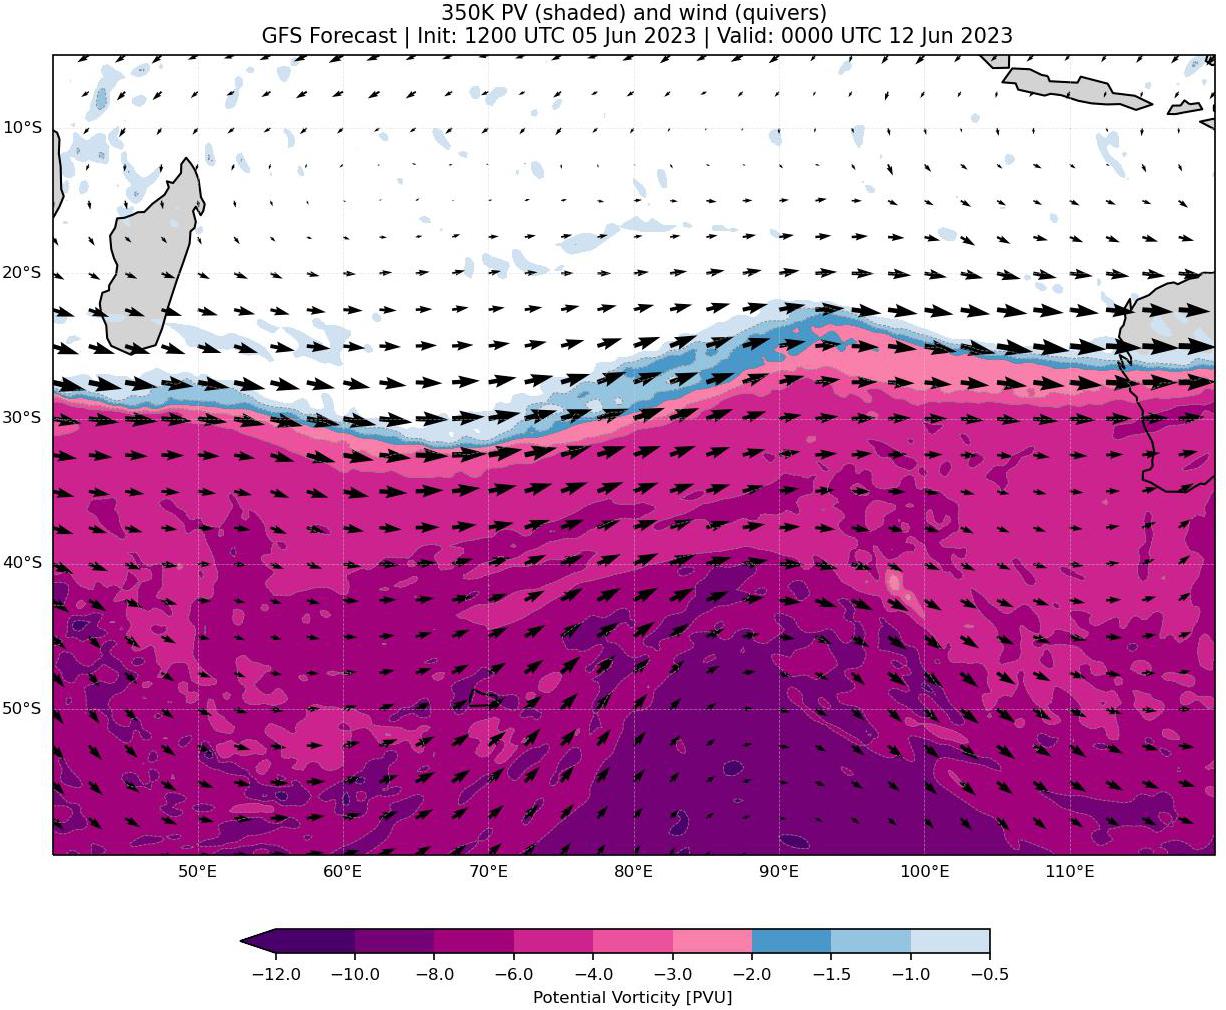 350K PV (shaded) and wind (quivers)
GFS Forecast | Init: 1200 UTC 05 Jun 2023 | Valid: 0000 UTC 12 Jun 2023
10°S
20°S
30°S
40°S
50°S
50°E 60°E 70°E 80°E 90°E 100°E 110°E
−12.0 −10.0 −8.0 −6.0 −4.0 −3.0 −2.0 −1.5 −1.0 −0.5
Potential Vorticity [PVU]